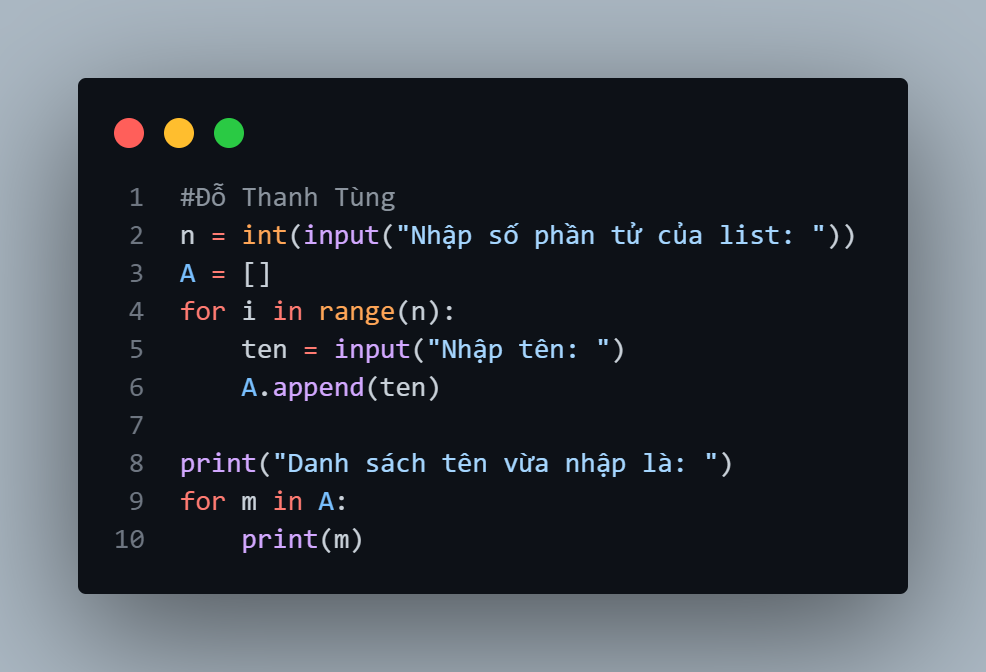 1 #Đỗ Thanh Tùng
2 n = int(input("Nhập số phần tử của list: "))
3 A = []
4 for i in range(n):
5     ten = input("Nhập tên: ")
6     A.append(ten)
7
8 print("Danh sách tên vừa nhập là: ")
9 for m in A:
10     print(m)